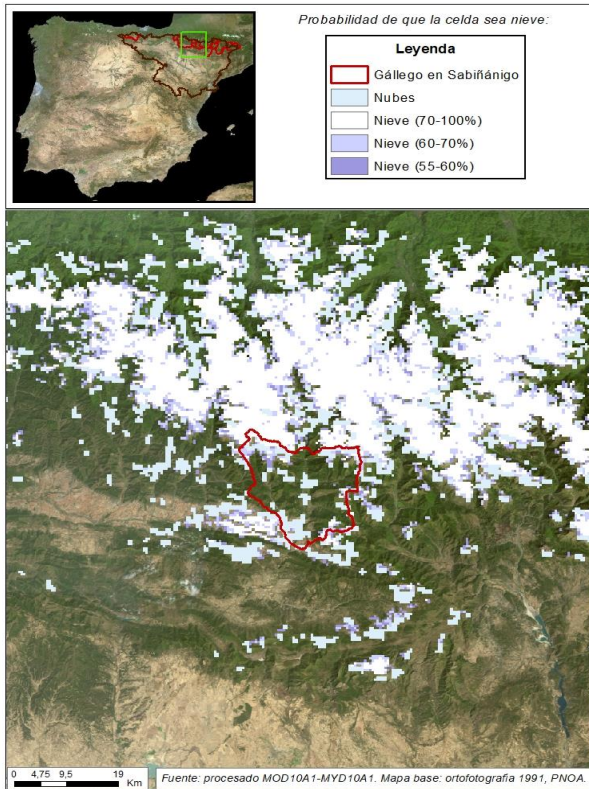 Probabilidad de que la celda sea nieve:
Leyenda
Gállego en Sabiñánigo
Nubes
Nieve (70-100%)
Nieve (60-70%)
Nieve (55-60%)
0 4,75 9,5 19
Km
Fuente: procesado MOD10A1-MYD10A1. Mapa base: ortofotografia 1991, PNOA.